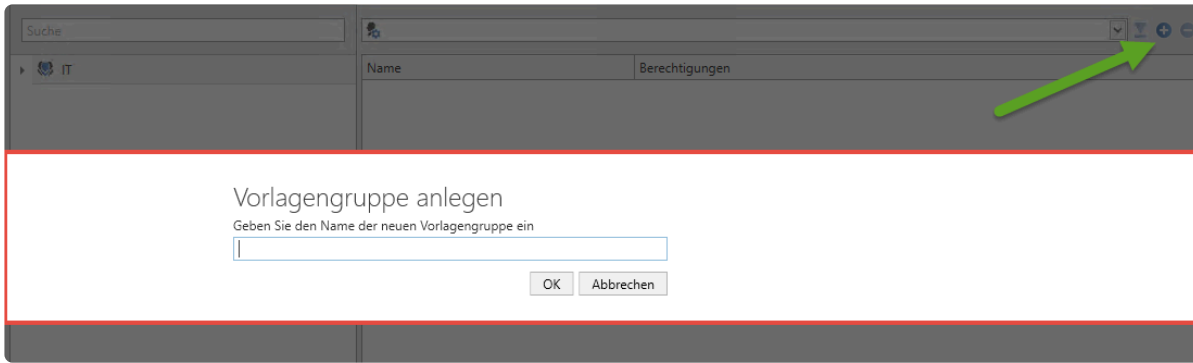 Suche
IT
Name Berechtigungen
Vorlagengruppe anlegen
Geben Sie den Name der neuen Vorlagengruppe ein
OK Abbrechen